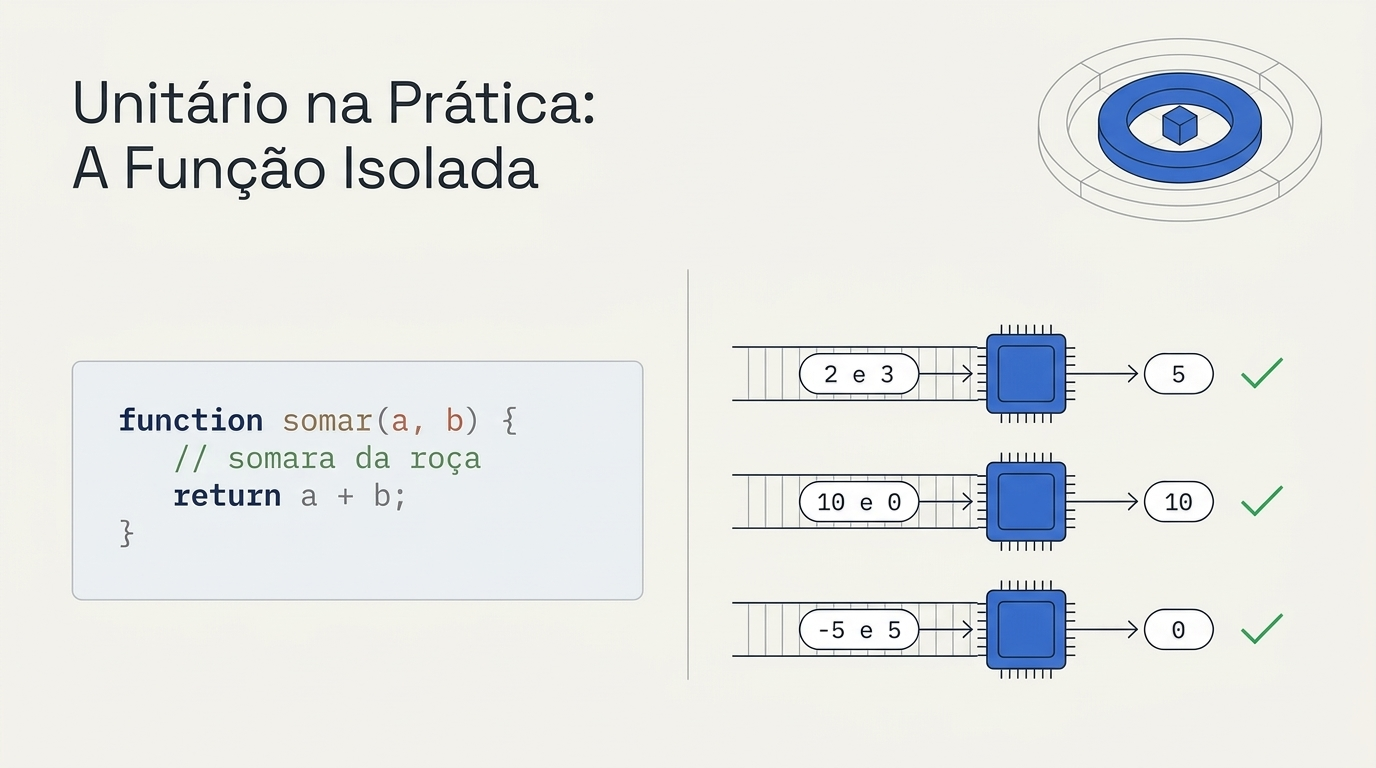 Unitário na Prática:
A Função Isolada
function somar(a, b) {
// somara da roça
return a + b;
}
2 e 3
5
10 e 0
10
-5 e 5
0